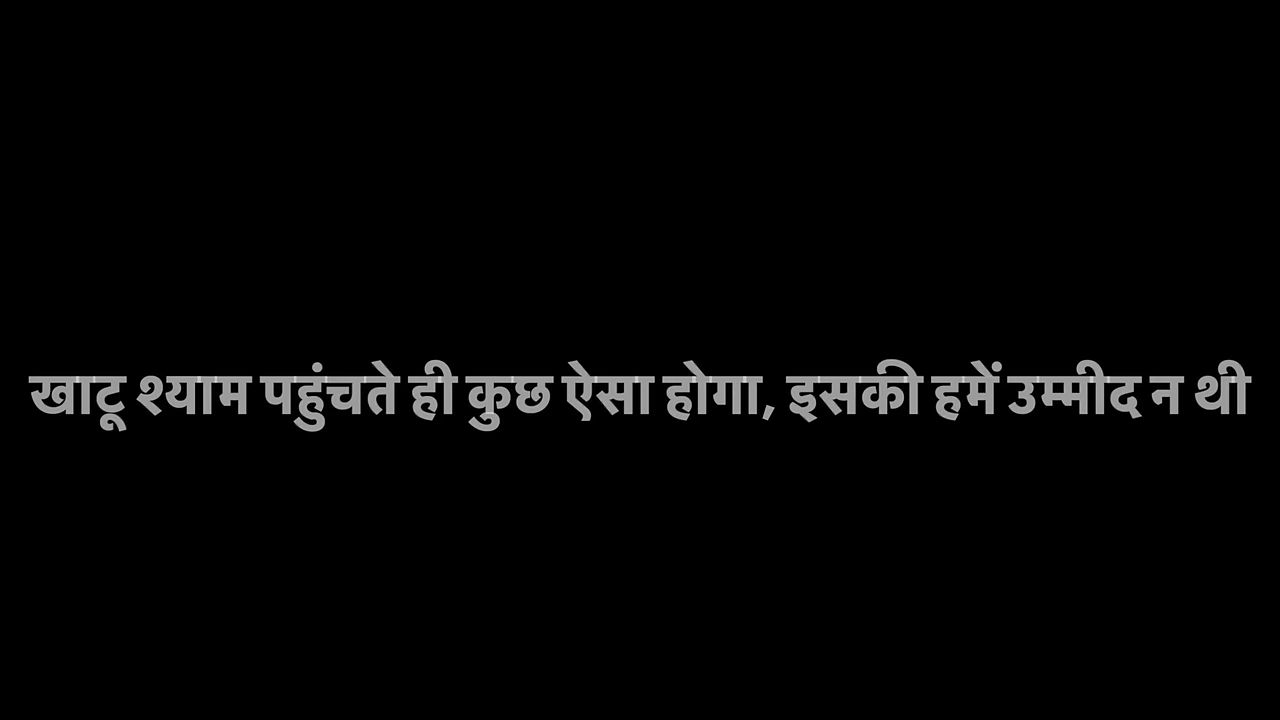 खाटू श्याम पहुंचते ही कुछ ऐसा होगा, इसकी हमें उम्मीद न थी